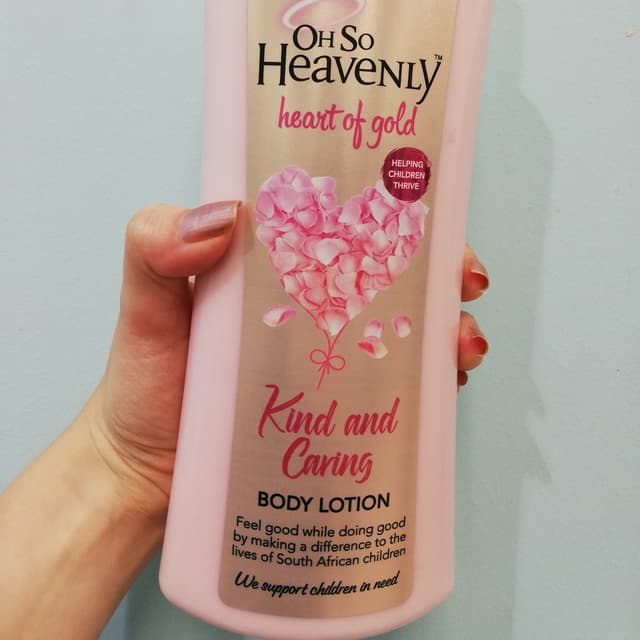 Oh So
Heavenly™
heart of gold
HELPING
CHILDREN
THRIVE
Kind and
Caring
BODY LOTION
Feel good while doing good
by making a difference to the
lives of South African children
We support children in need